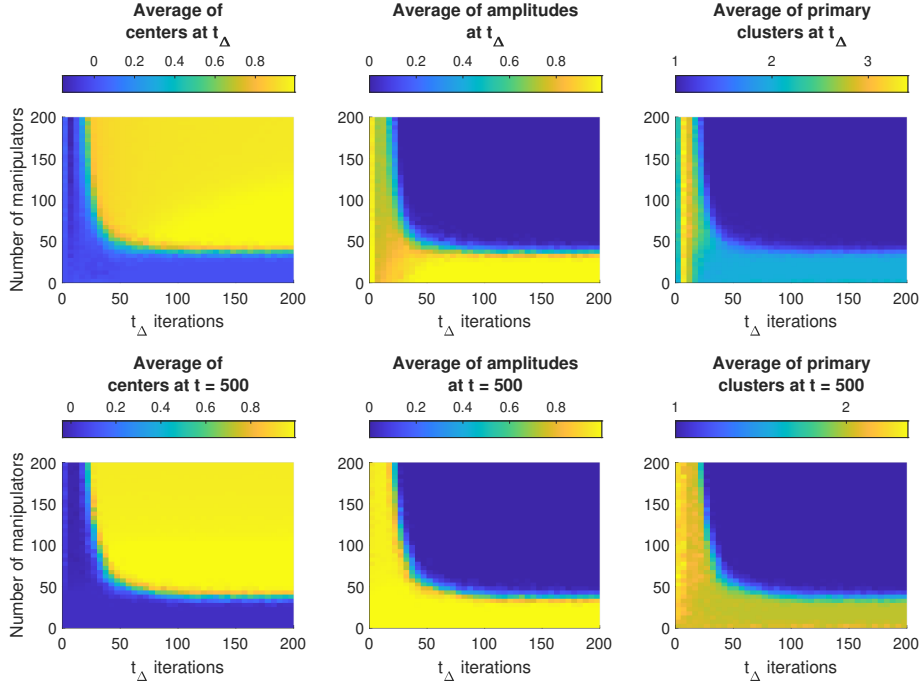 Average of
centers at t_Δ
Average of amplitudes
at t_Δ
Average of primary
clusters at t_Δ
0 0.2 0.4 0.6 0.8
0 0.2 0.4 0.6 0.8
1 2 3
Number of manipulators
200
150
100
50
0
200
150
100
50
0
200
150
100
50
0
0 50 100 150 200
0 50 100 150 200
0 50 100 150 200
t_Δ iterations
t_Δ iterations
t_Δ iterations
Average of
centers at t = 500
Average of amplitudes
at t = 500
Average of primary
clusters at t = 500
0 0.2 0.4 0.6 0.8
0 0.2 0.4 0.6 0.8
1 2
Number of manipulators
200
150
100
50
0
200
150
100
50
0
200
150
100
50
0
0 50 100 150 200
0 50 100 150 200
0 50 100 150 200
t_Δ iterations
t_Δ iterations
t_Δ iterations